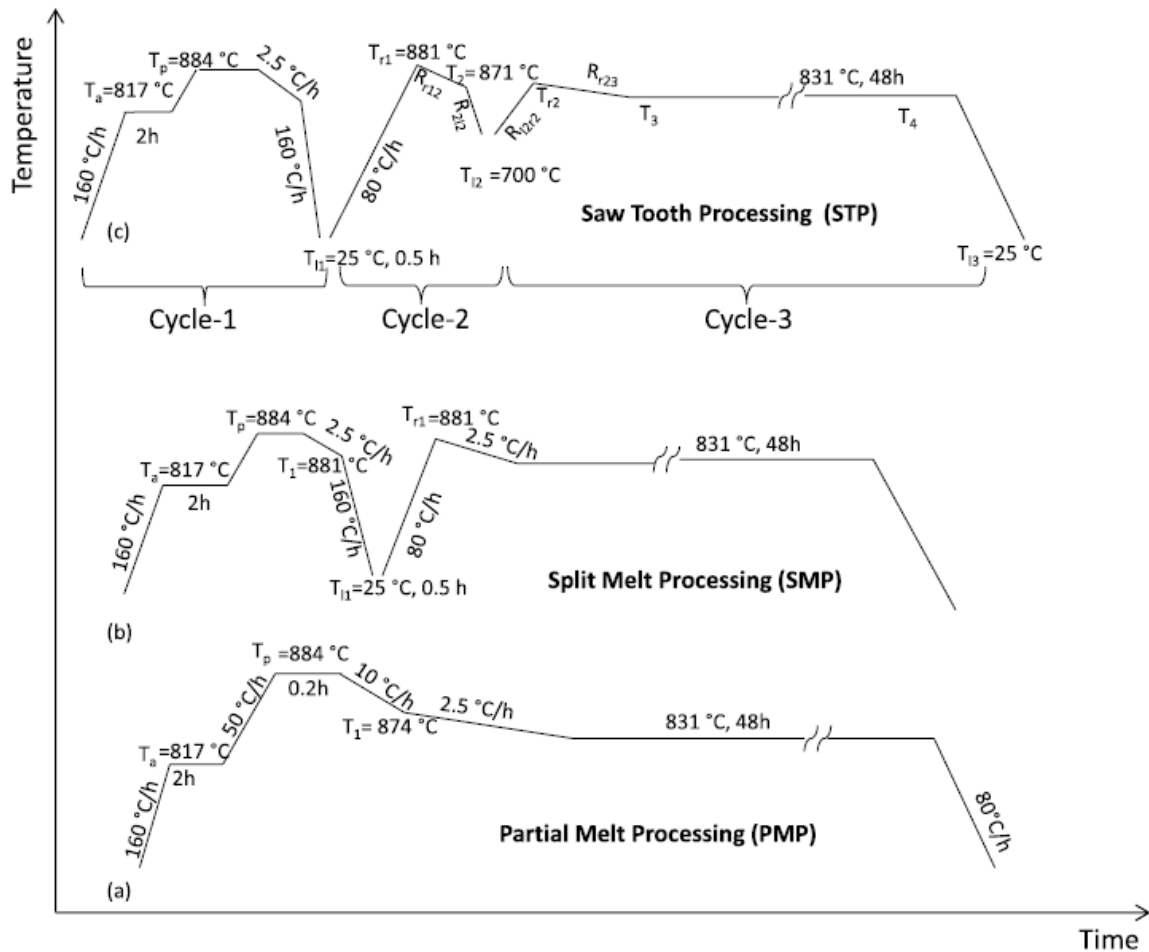 Temperature
Tp=884 °C
2.5 °C/h
Ta=817 °C
2h
160 °C/h
160 °C/h
(c)
Tl1=25 °C, 0.5 h
80 °C/h
Tr1=881 °C
Rr12
T2=871 °C
R2l2
Tl2 =700 °C
Rl2r2
Tr2
Rr23
T3
831 °C, 48h
T4
Saw Tooth Processing (STP)
Tl3=25 °C
Cycle-1
Cycle-2
Cycle-3
Tp=884 °C
2.5 °C/h
Ta=817 °C
2h
T1=881 °C
160 °C/h
160 °C/h
Tr1=881 °C
2.5 °C/h
80 °C/h
831 °C, 48h
Tl1=25 °C, 0.5 h
Split Melt Processing (SMP)
(b)
Tp =884 °C
0.2h
10 °C/h
2.5 °C/h
50 °C/h
T1= 874 °C
831 °C, 48h
Ta=817 °C
2h
160 °C/h
80°C/h
Partial Melt Processing (PMP)
(a)
Time